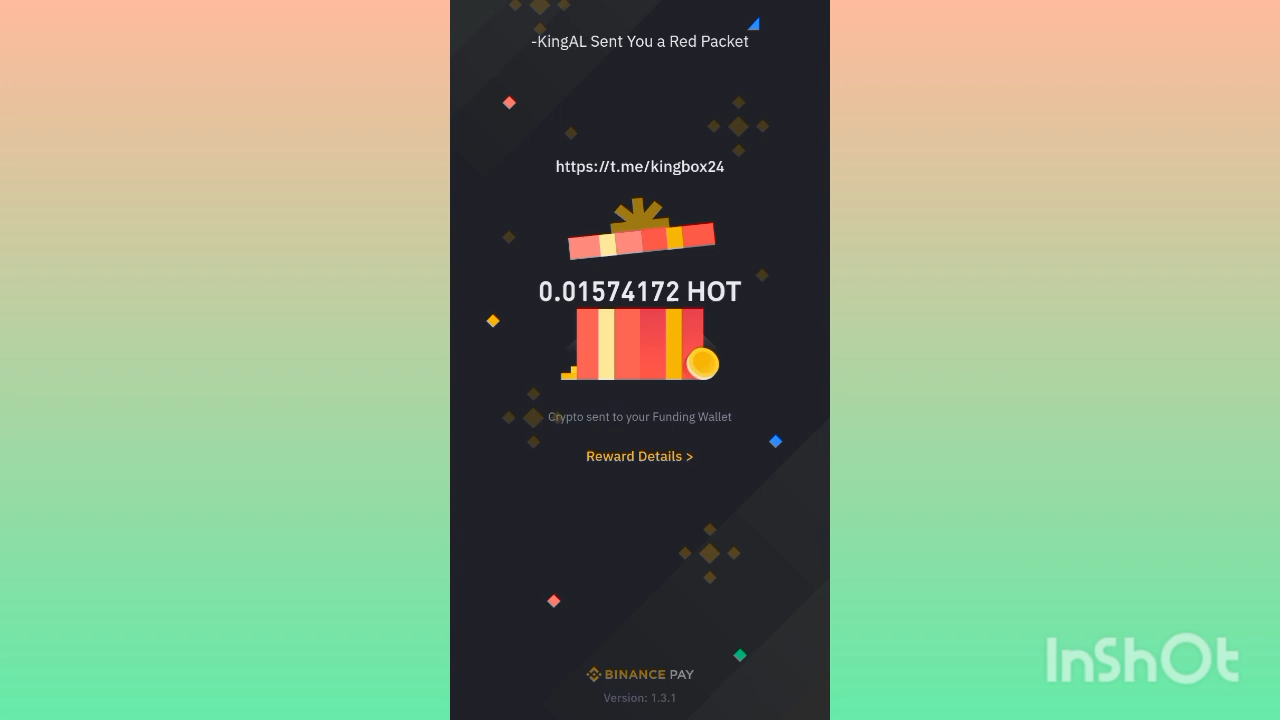 -KingAL Sent You a Red Packet
https://t.me/kingbox24
0.01574172 HOT
Crypto sent to your Funding Wallet
Reward Details >
BINANCE PAY
Version: 1.3.1
InShOt